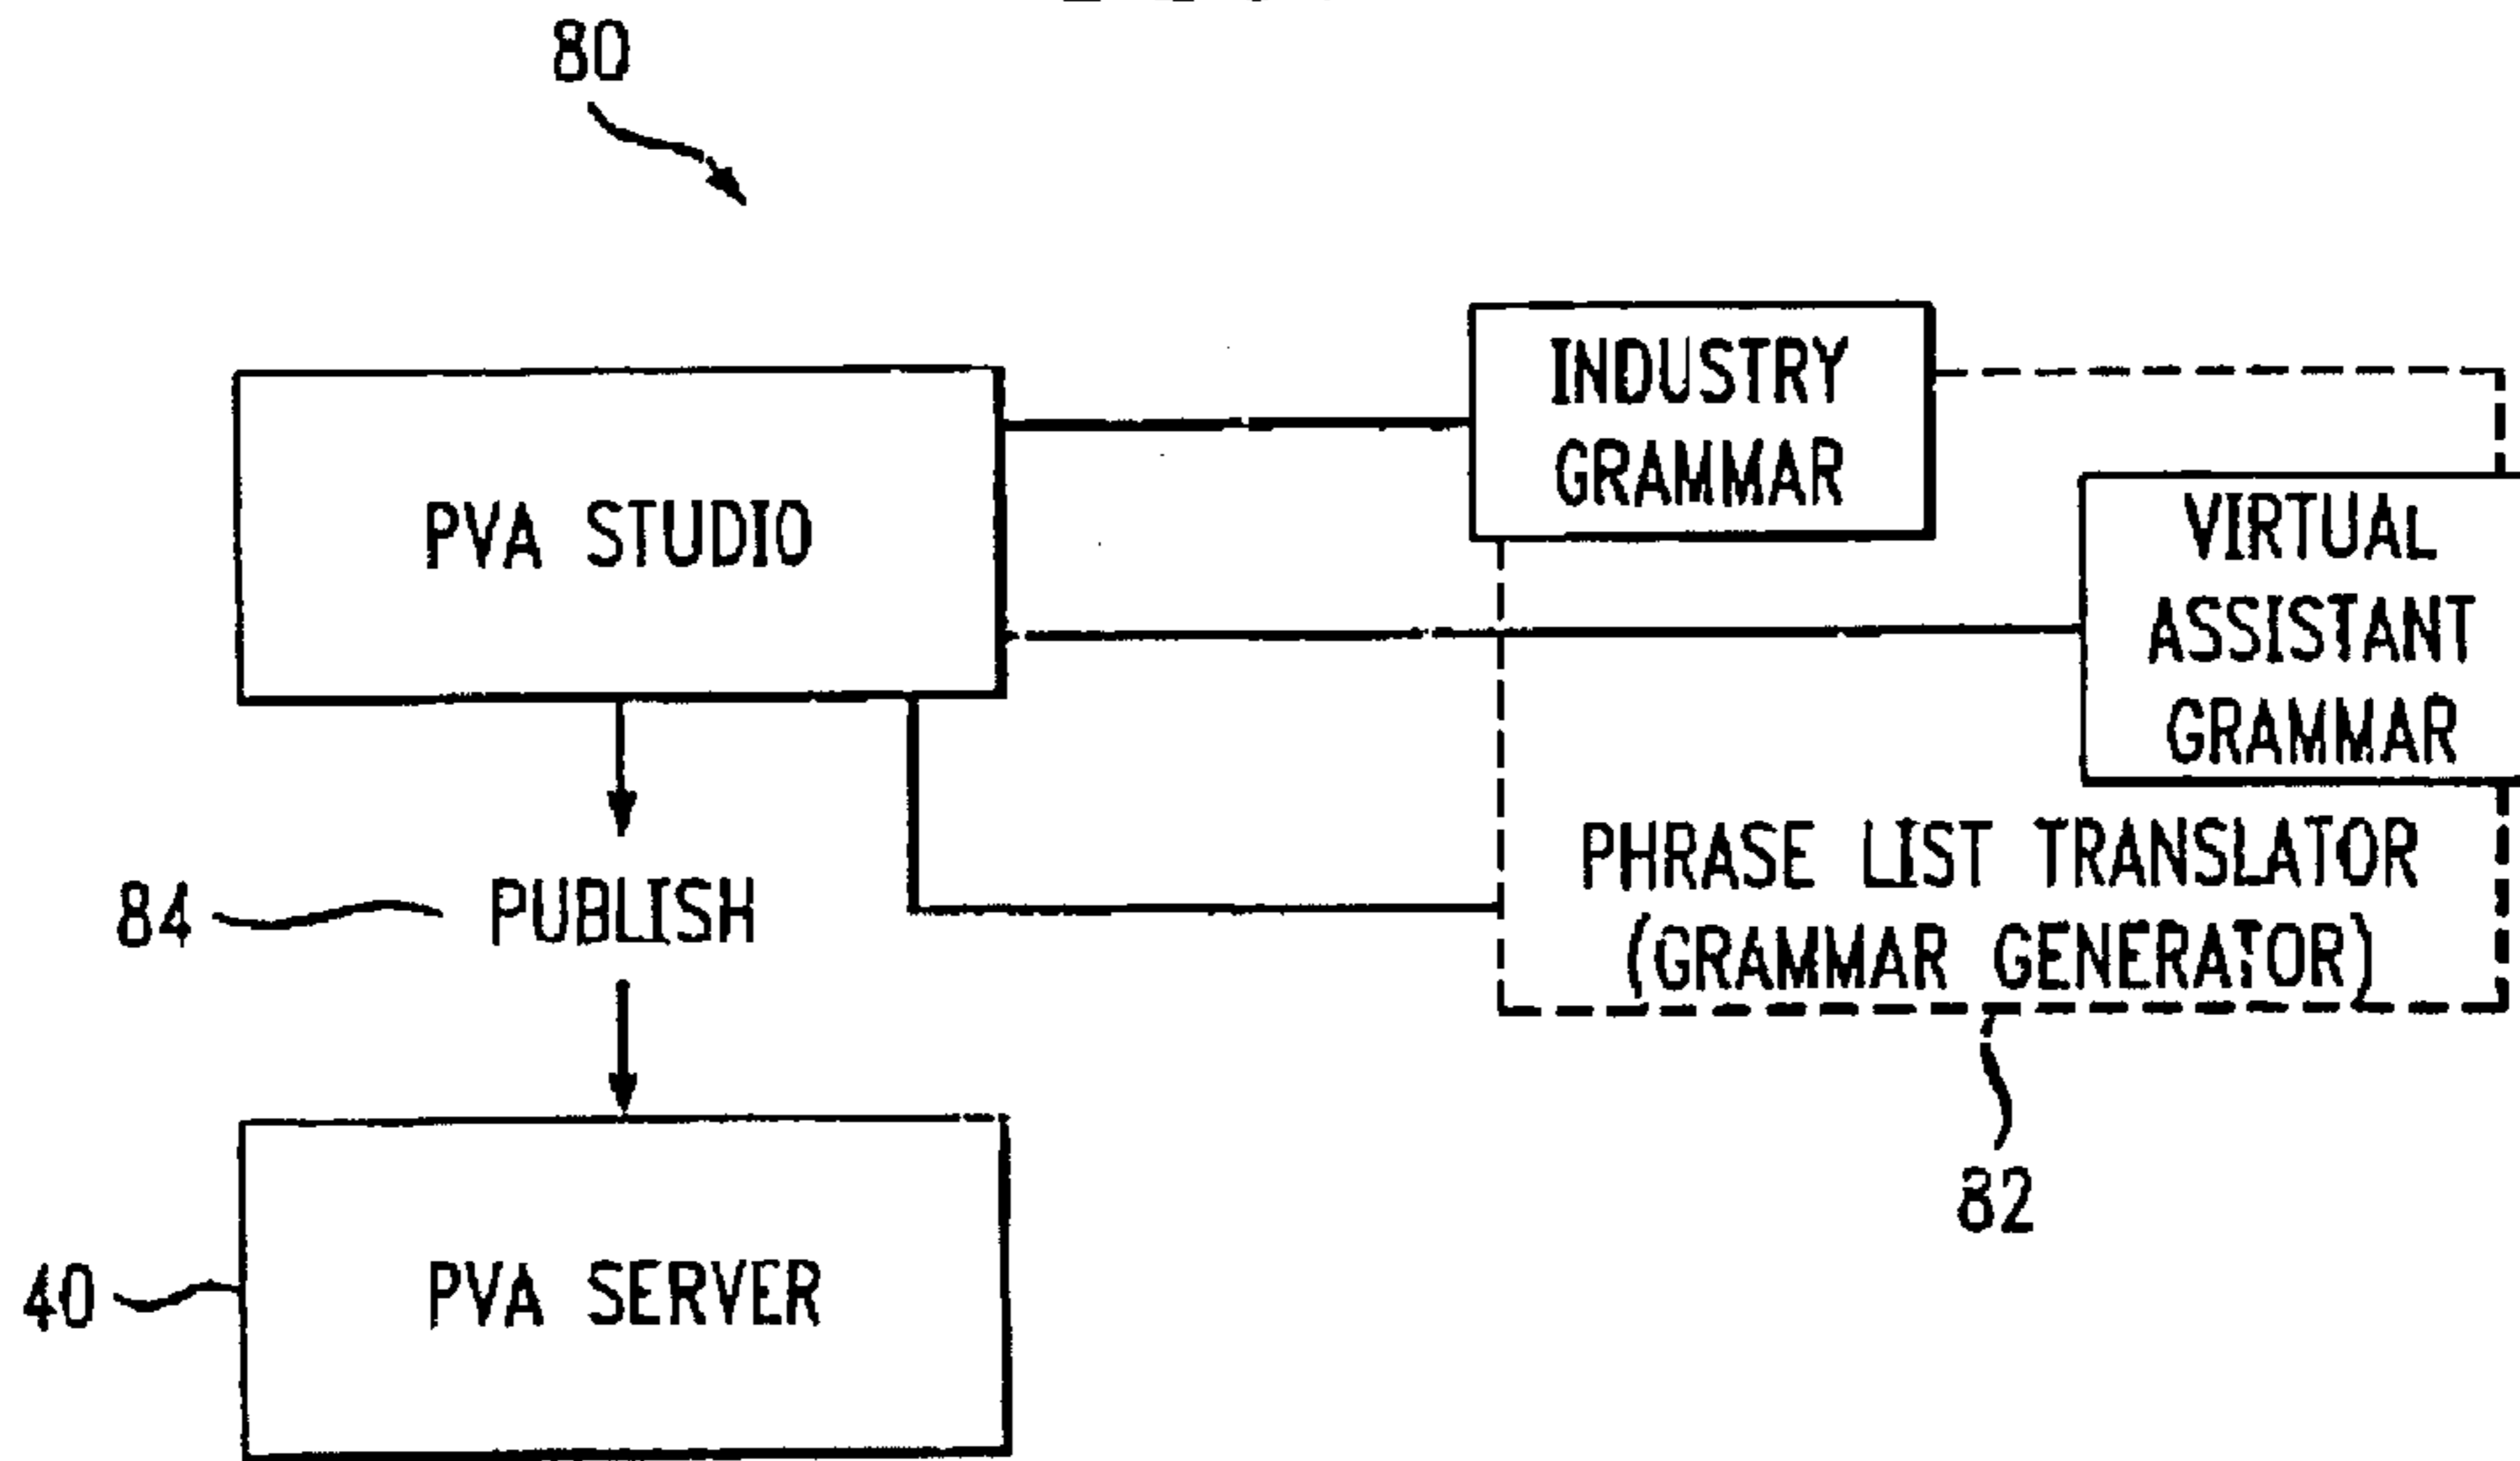 80
INDUSTRY
GRAMMAR
PVA STUDIO
VIRTUAL
ASSISTANT
GRAMMAR
PHRASE LIST TRANSLATOR
(GRAMMAR GENERATOR)
84
PUBLISH
82
40
PVA SERVER